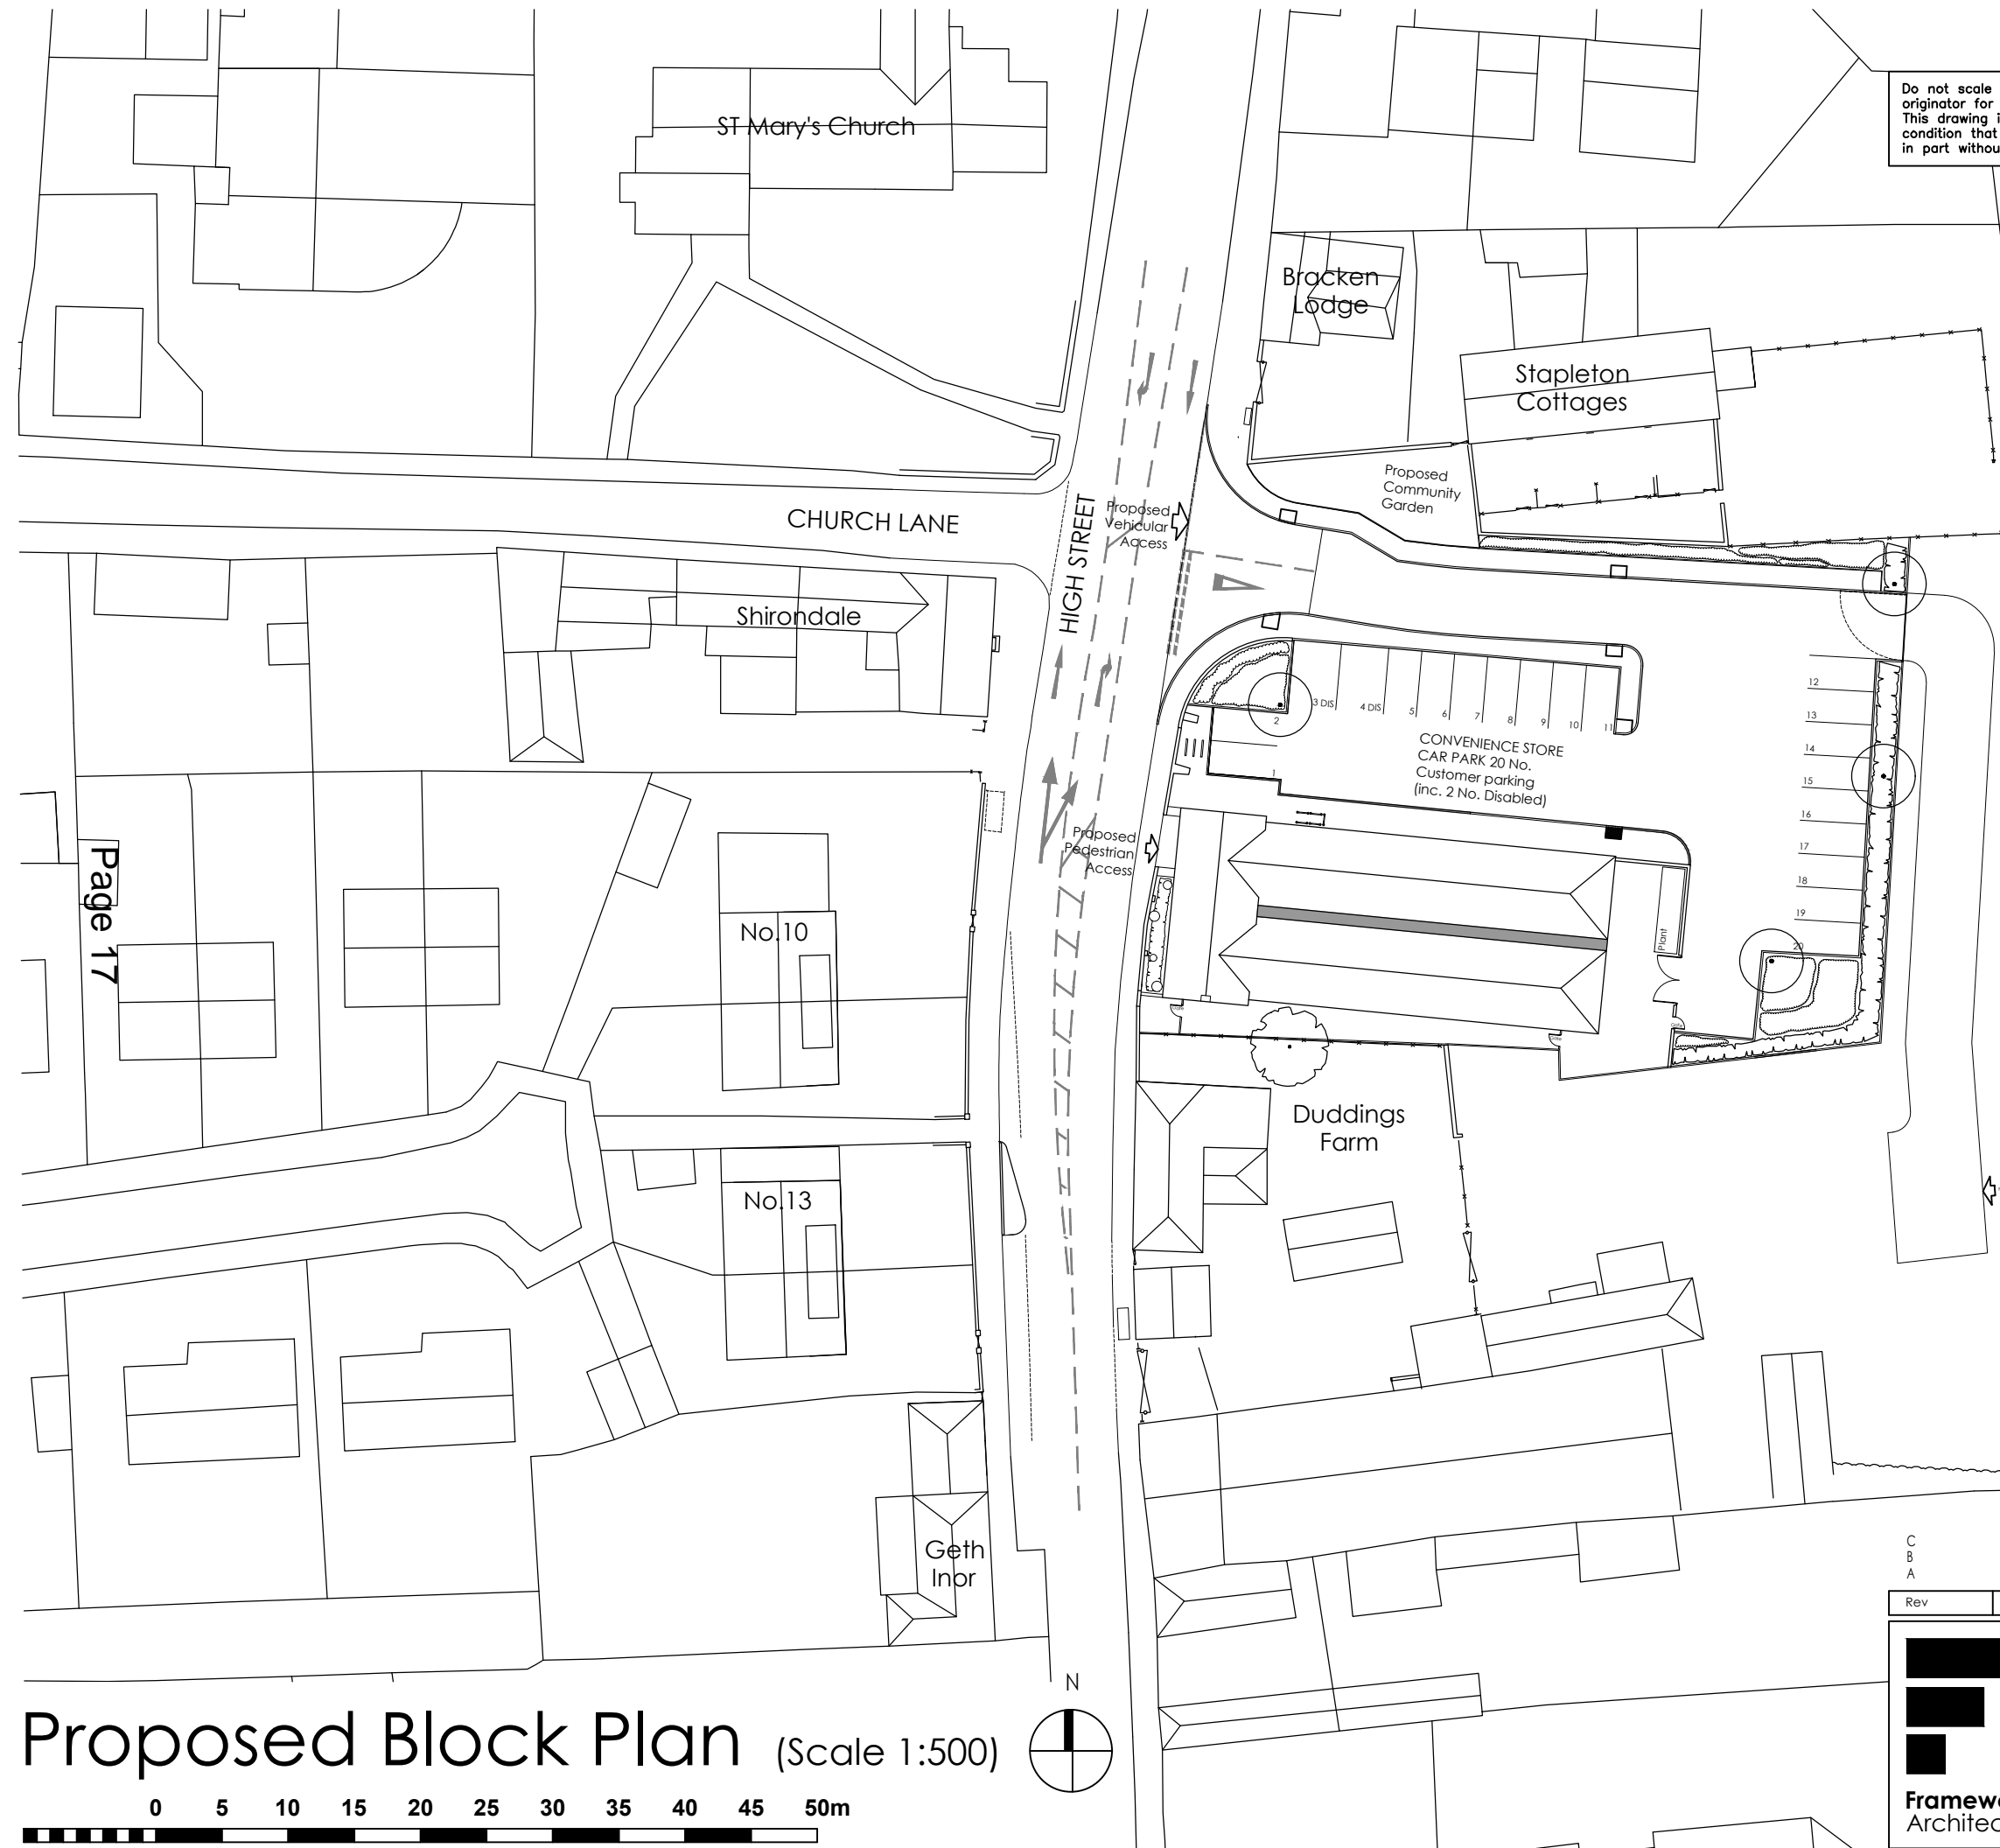 Do not scale
originator for
This drawing i
condition that
in part withou
ST Mary's Church
Bracken
Lodge
Stapleton
Cottages
Proposed
Community
Garden
CHURCH LANE
HIGH STREET
Proposed
Vehicular
Access
Shirondale
3 DIS
4 DIS
5
6
7
8
9
10
11
2
1
12
13
14
15
16
17
18
19
20
CONVENIENCE STORE
CAR PARK 20 No.
Customer parking
(inc. 2 No. Disabled)
Proposed
Pedestrian
Access
Plant
Page 17
No.10
Duddings
Farm
No.13
Geth
Inor
C
B
A
Rev
N
Proposed Block Plan (Scale 1:500)
0 5 10 15 20 25 30 35 40 45 50m
Framew
Architec